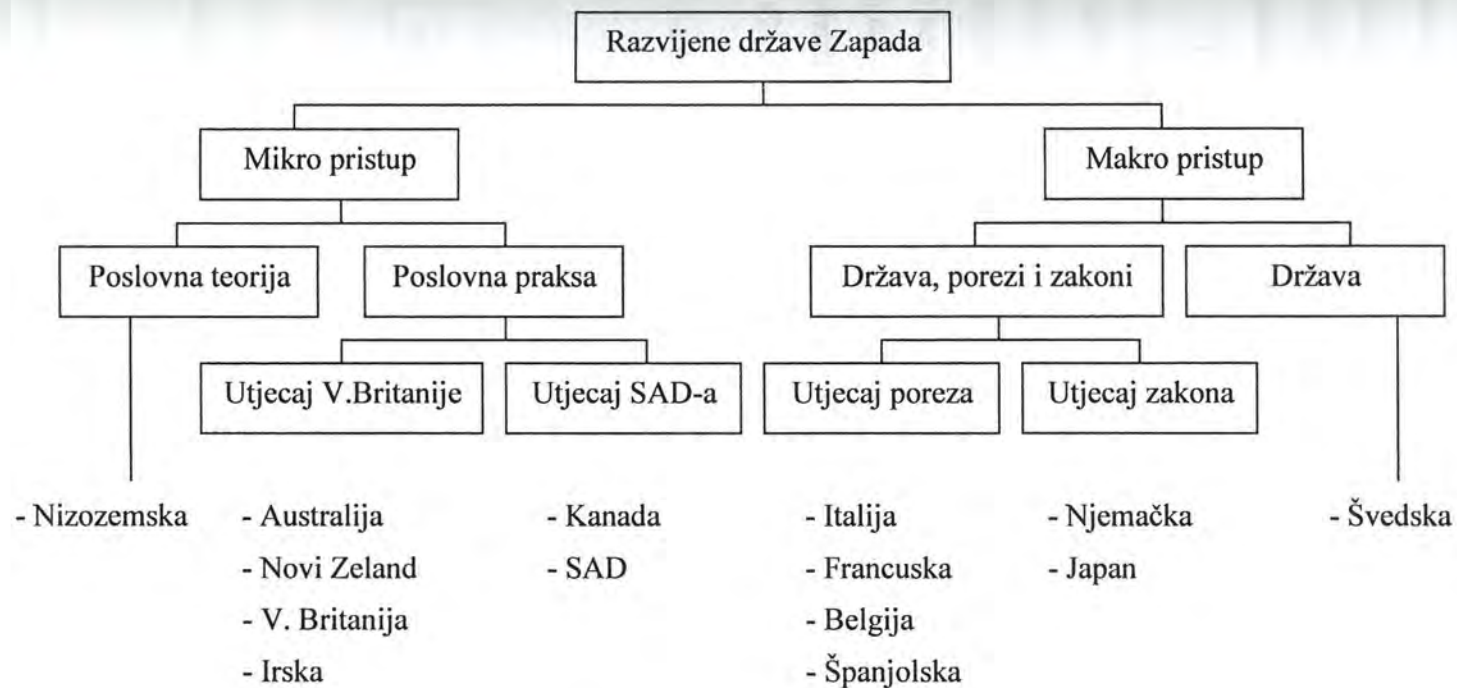 Razvijene države Zapada
Mikro pristup
Makro pristup
Poslovna teorija
Poslovna praksa
Država, porezi i zakoni
Država
Utjecaj V.Britanije
Utjecaj SAD-a
Utjecaj poreza
Utjecaj zakona
- Nizozemska
- Australija
- Novi Zeland
- V. Britanija
- Irska
- Kanada
- SAD
- Italija
- Francuska
- Belgija
- Španjolska
- Njemačka
- Japan
- Švedska